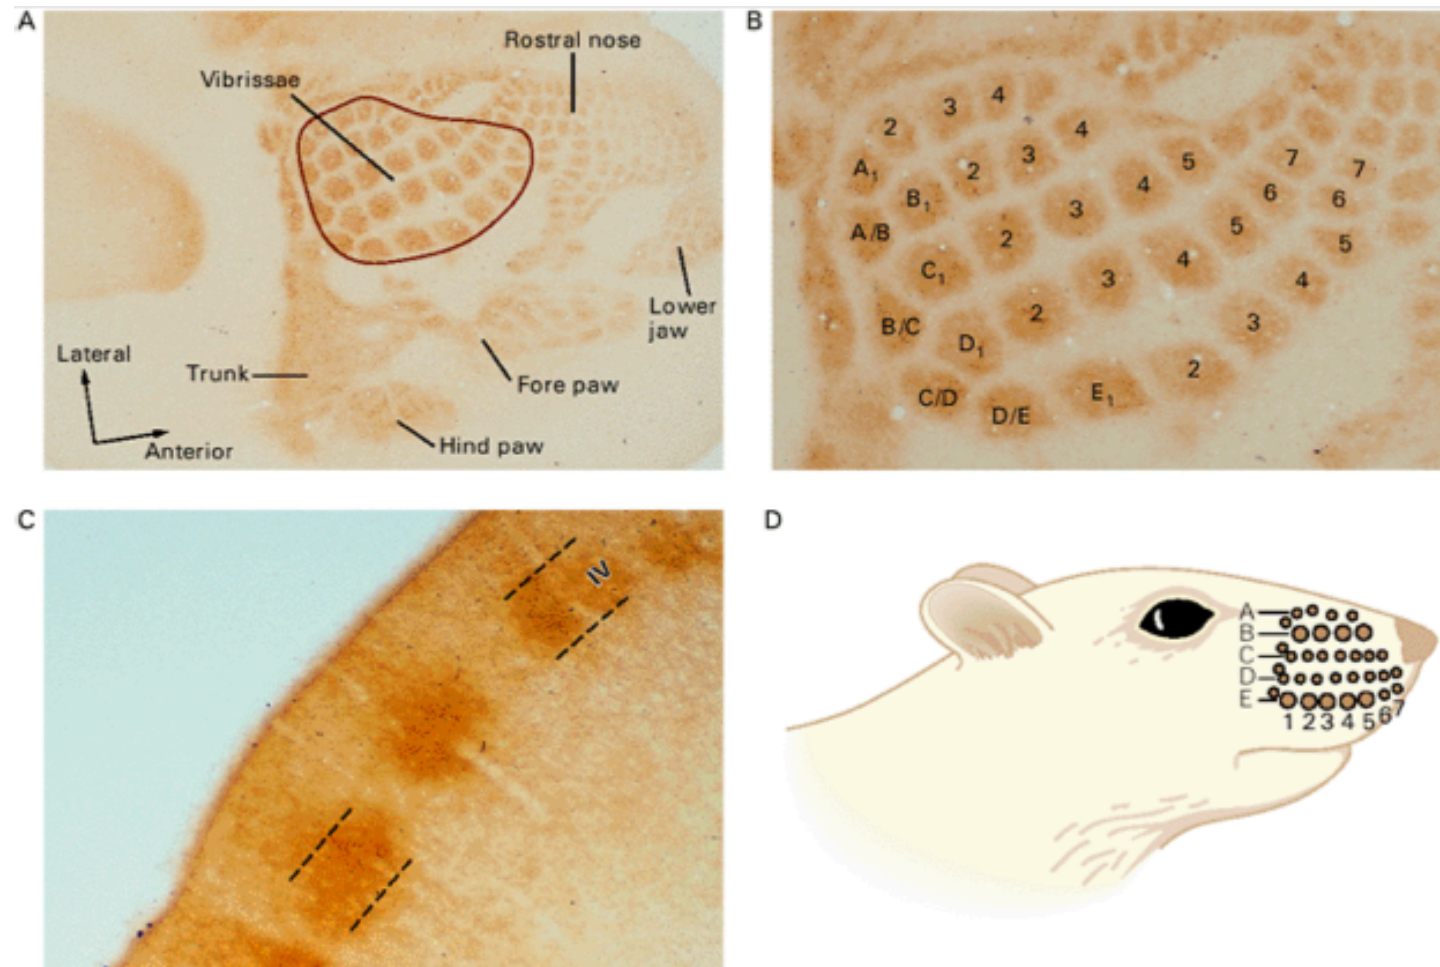 A
Rostral nose
Vibrissae
Lateral
Trunk
Anterior
Lower
jaw
Fore paw
Hind paw
B
2 3 4
A1 B1 2 3 4
A/B C1 2 3 4 5
B/C D1 2 3 4 5 6 7
C/D D/E E1 2 3 4 5 6 7
C
IV
D
A
B
C
D
E
1 2 3 4 5 6 7